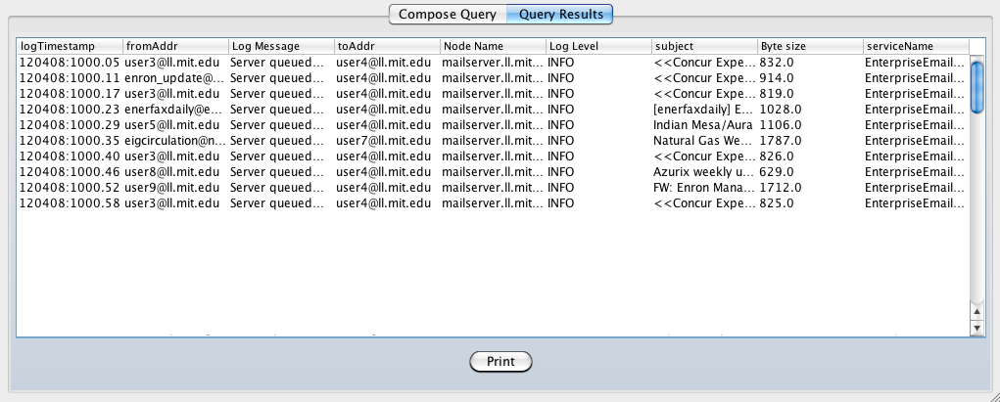 Compose Query Query Results
logTimestamp fromAddr Log Message toAddr Node Name Log Level subject Byte size serviceName
120408:1000.05 user3@ll.mit.edu Server queued... user4@ll.mit.edu mailserver.ll.mit... INFO <<Concur Expe... 832.0 EnterpriseEmail...
120408:1000.11 enron_update@... Server queued... user4@ll.mit.edu mailserver.ll.mit... INFO <<Concur Expe... 914.0 EnterpriseEmail...
120408:1000.17 user3@ll.mit.edu Server queued... user4@ll.mit.edu mailserver.ll.mit... INFO <<Concur Expe... 819.0 EnterpriseEmail...
120408:1000.23 enerfaxdaily@e... Server queued... user4@ll.mit.edu mailserver.ll.mit... INFO [enerfaxdaily] E... 1028.0 EnterpriseEmail...
120408:1000.29 user5@ll.mit.edu Server queued... user4@ll.mit.edu mailserver.ll.mit... INFO Indian Mesa/Aura 1106.0 EnterpriseEmail...
120408:1000.35 eigcirculation@n... Server queued... user7@ll.mit.edu mailserver.ll.mit... INFO Natural Gas We... 1787.0 EnterpriseEmail...
120408:1000.40 user3@ll.mit.edu Server queued... user4@ll.mit.edu mailserver.ll.mit... INFO <<Concur Expe... 826.0 EnterpriseEmail...
120408:1000.46 user8@ll.mit.edu Server queued... user4@ll.mit.edu mailserver.ll.mit... INFO Azurix weekly u... 629.0 EnterpriseEmail...
120408:1000.52 user9@ll.mit.edu Server queued... user4@ll.mit.edu mailserver.ll.mit... INFO FW: Enron Mana... 1712.0 EnterpriseEmail...
120408:1000.58 user3@ll.mit.edu Server queued... user4@ll.mit.edu mailserver.ll.mit... INFO <<Concur Expe... 825.0 EnterpriseEmail...
Print